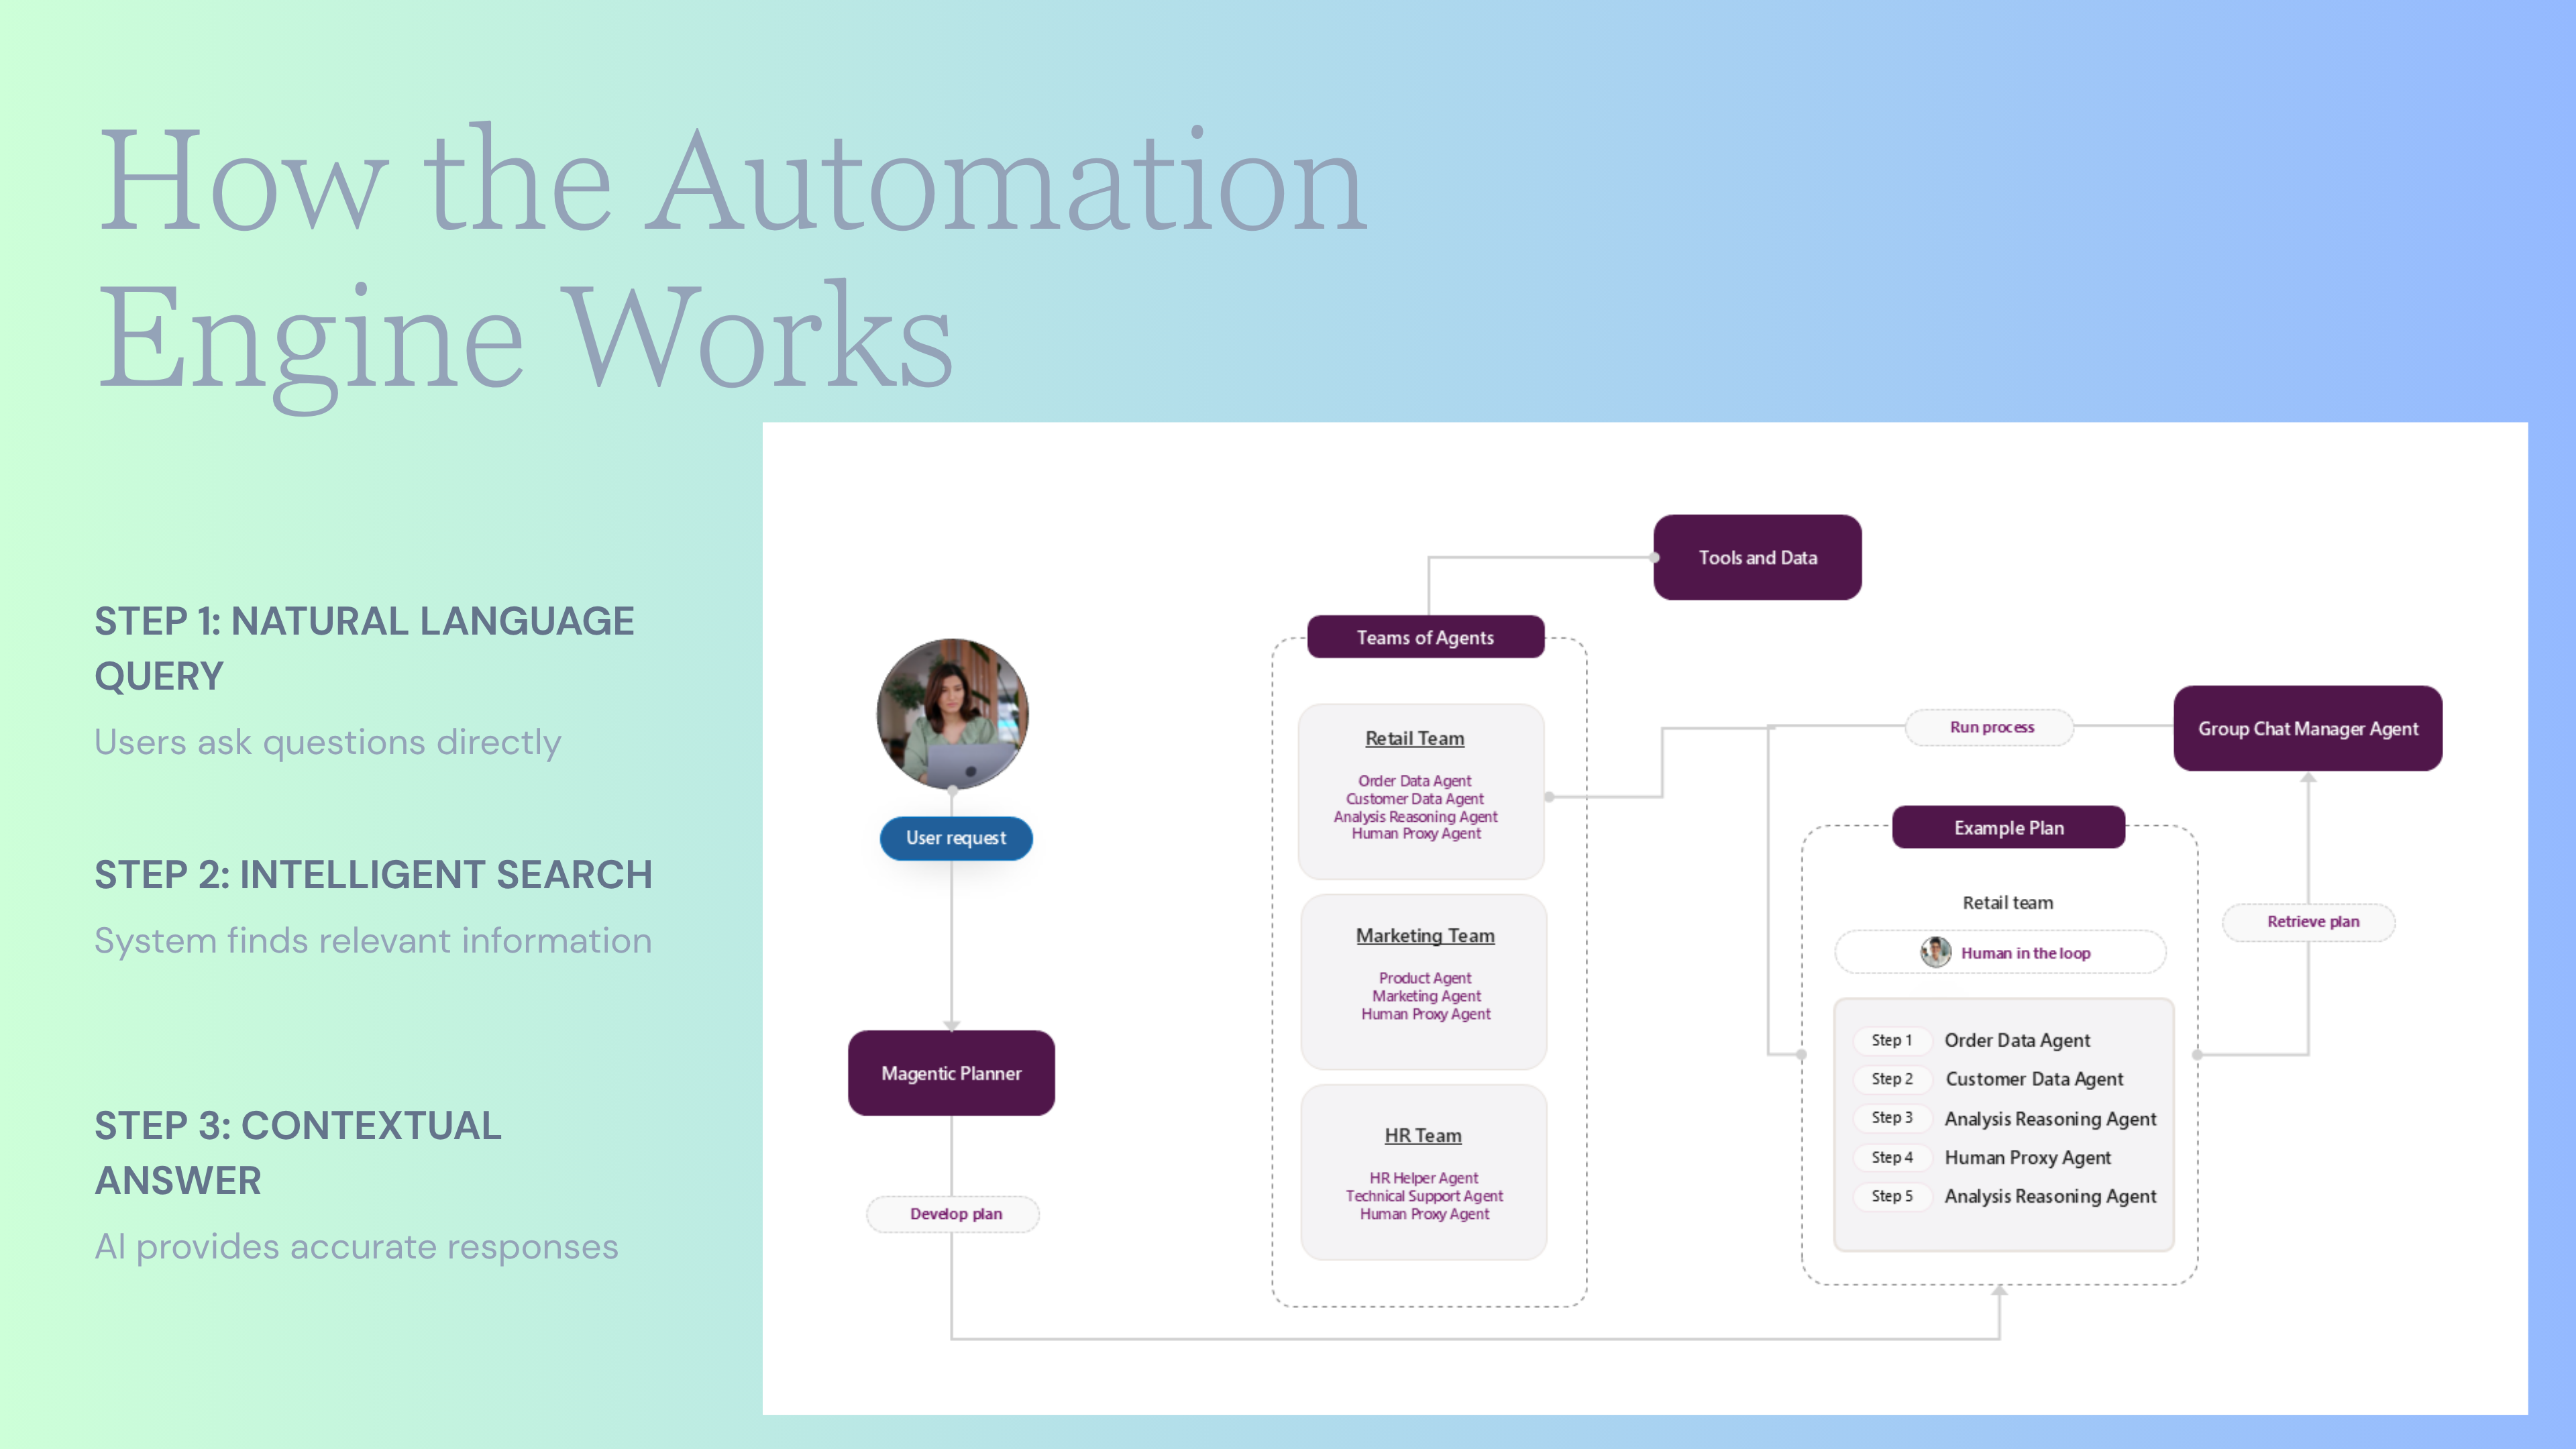 How the Automation
Engine Works
STEP 1: NATURAL LANGUAGE
QUERY
Users ask questions directly
STEP 2: INTELLIGENT SEARCH
System finds relevant information
STEP 3: CONTEXTUAL
ANSWER
AI provides accurate responses
User request
Magentic Planner
Develop plan
Tools and Data
Teams of Agents
Retail Team
Order Data Agent
Customer Data Agent
Analysis Reasoning Agent
Human Proxy Agent
Marketing Team
Product Agent
Marketing Agent
Human Proxy Agent
HR Team
HR Helper Agent
Technical Support Agent
Human Proxy Agent
Run process
Group Chat Manager Agent
Retrieve plan
Example Plan
Retail team
Human in the loop
Step 1 Order Data Agent
Step 2 Customer Data Agent
Step 3 Analysis Reasoning Agent
Step 4 Human Proxy Agent
Step 5 Analysis Reasoning Agent